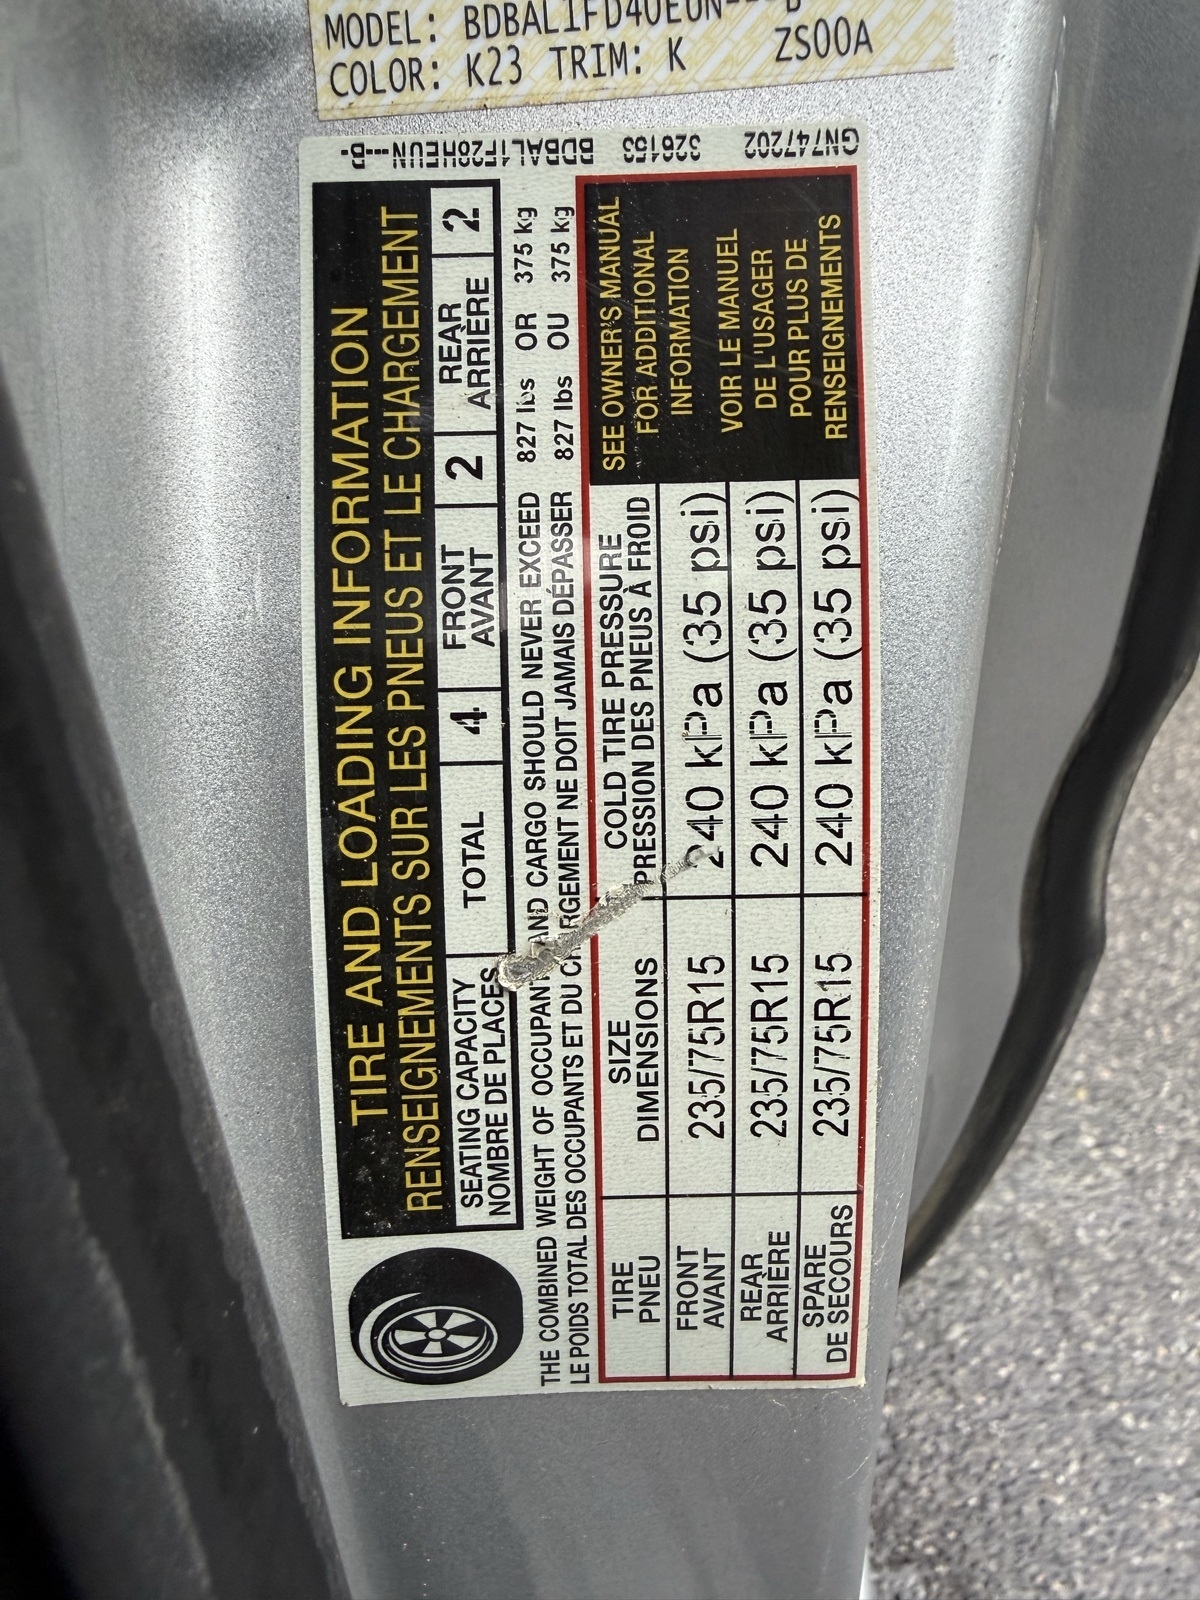 MODEL: BDBAL1FD40EUN---B
COLOR: K23 TRIM: K ZS00A
BDBAL1F28HEUN---B- 326153 GN747202
TIRE AND LOADING INFORMATION
RENSEIGNEMENTS SUR LES PNEUS ET LE CHARGEMENT
SEATING CAPACITY
NOMBRE DE PLACES
TOTAL 4
FRONT
AVANT
2
REAR
ARRIÈRE
2
THE COMBINED WEIGHT OF OCCUPANT AND CARGO SHOULD NEVER EXCEED 827 lbs OR 375 kg
LE POIDS TOTAL DES OCCUPANTS ET DU CH RGEMENT NE DOIT JAMAIS DÉPASSER 827 lbs OU 375 kg
TIRE
PNEU
SIZE
DIMENSIONS
COLD TIRE PRESSURE
PRESSION DES PNEUS À FROID
FRONT
AVANT
235/75R15 240 kPa (35 psi)
REAR
ARRIÈRE
235/75R15 240 kPa (35 psi)
SPARE
DE SECOURS
235/75R15 240 kPa (35 psi)
SEE OWNER'S MANUAL
FOR ADDITIONAL
INFORMATION
VOIR LE MANUEL
DE L'USAGER
POUR PLUS DE
RENSEIGNEMENTS